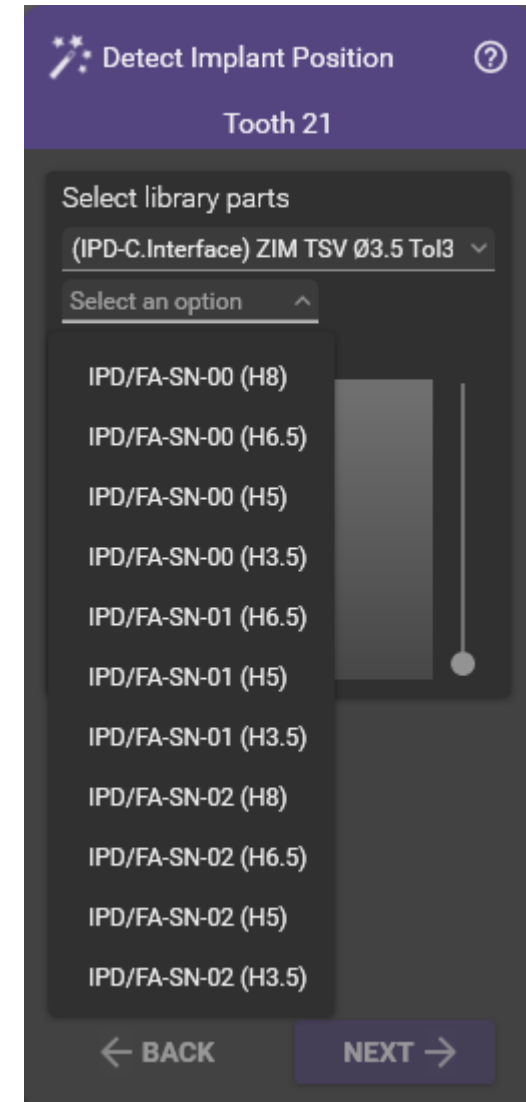 Detect Implant Position
Tooth 21
Select library parts
(IPD-C.Interface) ZIM TSV Ø3.5 Tol3
Select an option
IPD/FA-SN-00 (H8)
IPD/FA-SN-00 (H6.5)
IPD/FA-SN-00 (H5)
IPD/FA-SN-00 (H3.5)
IPD/FA-SN-01 (H6.5)
IPD/FA-SN-01 (H5)
IPD/FA-SN-01 (H3.5)
IPD/FA-SN-02 (H8)
IPD/FA-SN-02 (H6.5)
IPD/FA-SN-02 (H5)
IPD/FA-SN-02 (H3.5)
BACK NEXT